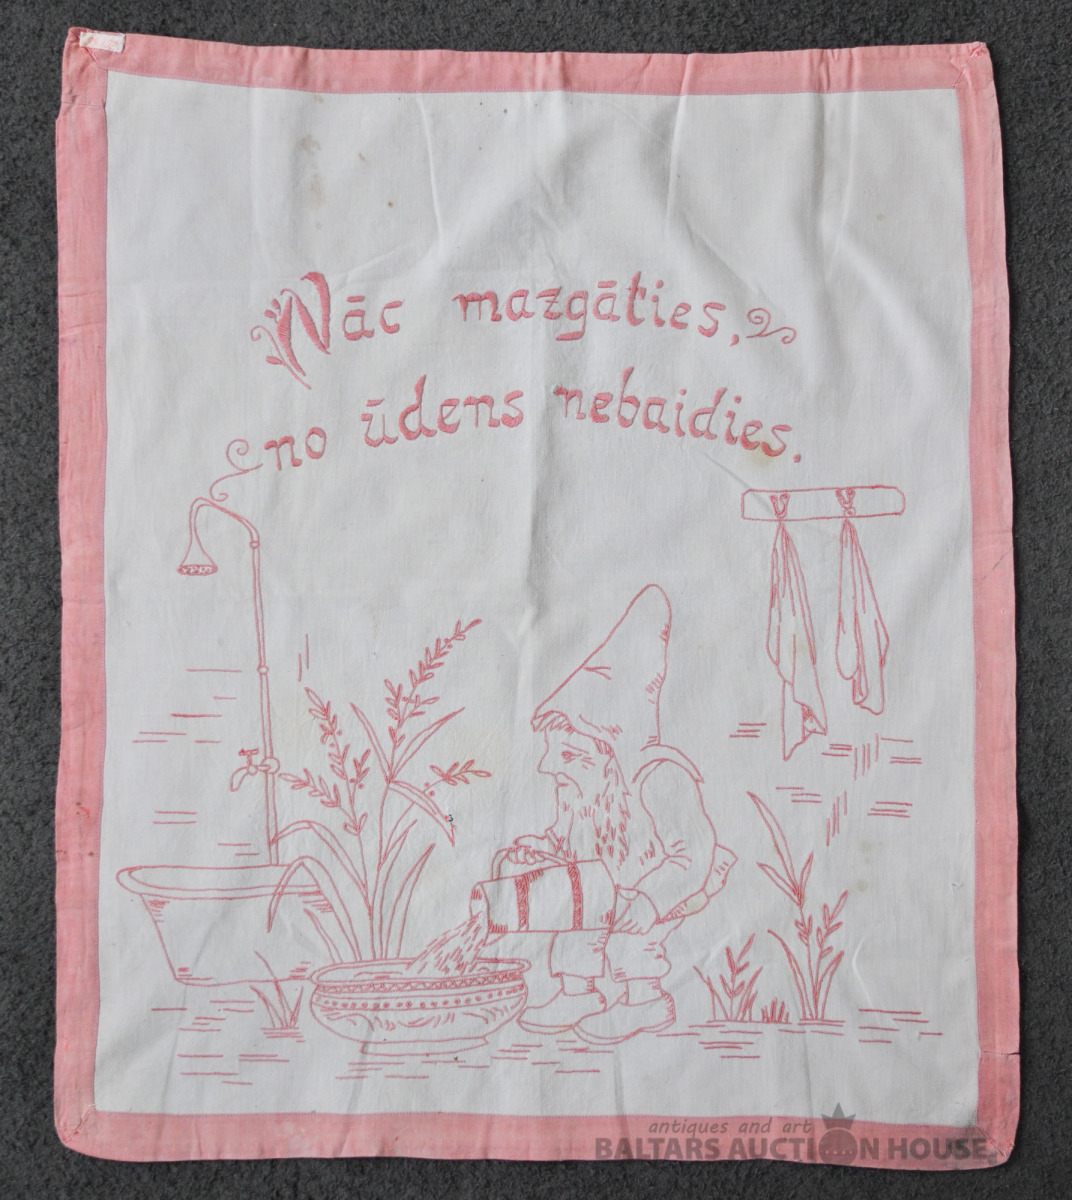 Nāc mazgāties,
no ūdens nebaidies.
antiques and art
BALTARS AUCTION HOUSE